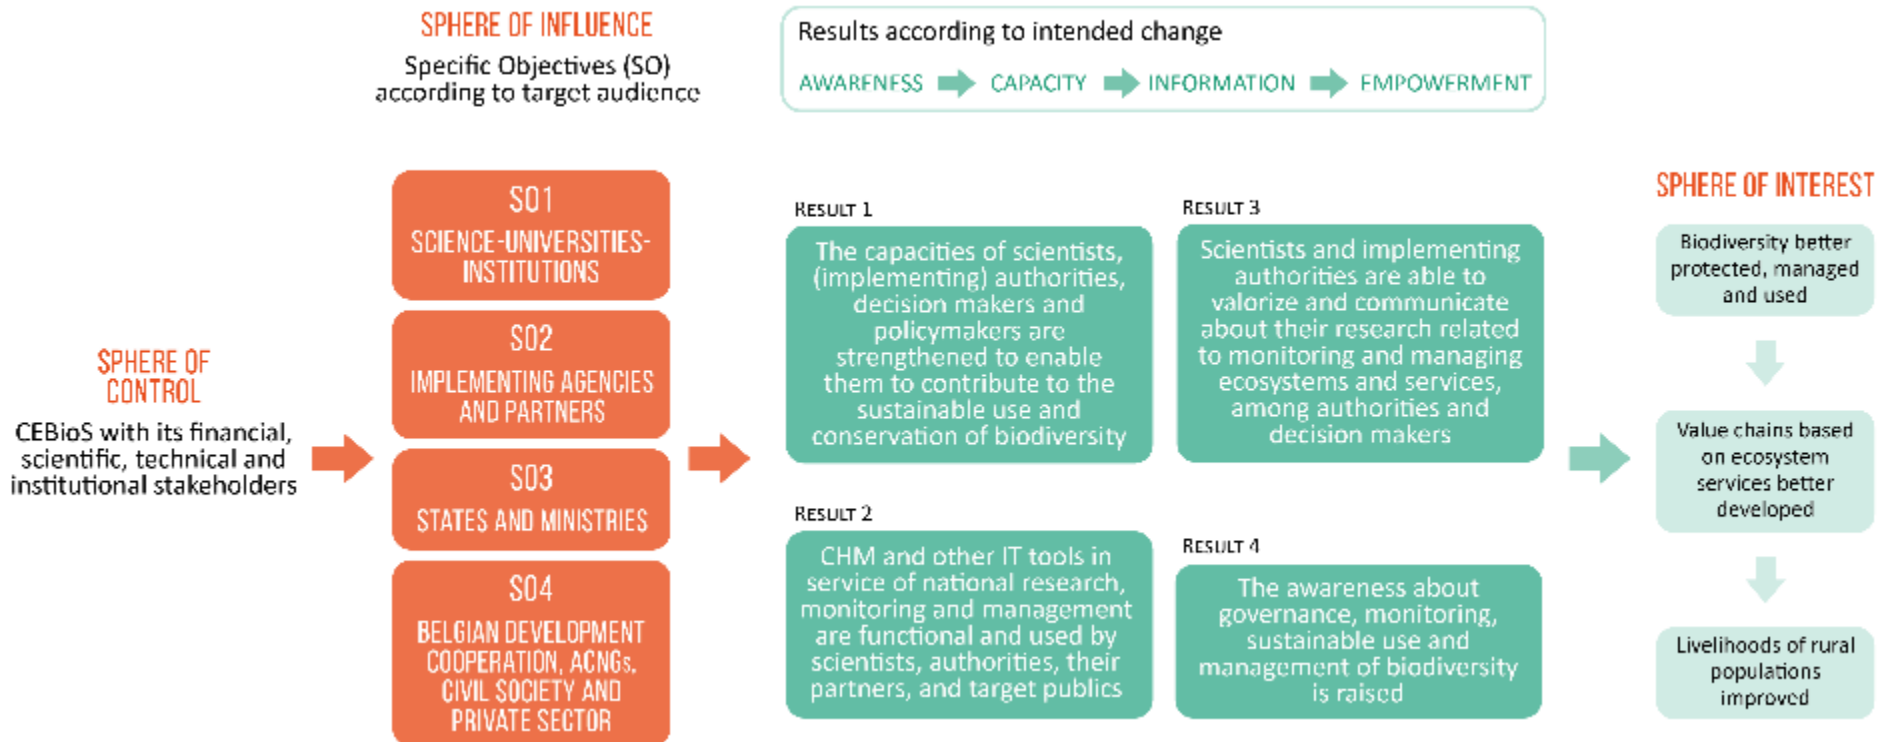 SPHERE OF INFLUENCE
Specific Objectives (SO)
according to target audience
Results according to intended change
AWARENESS
CAPACITY
INFORMATION
EMPOWERMENT
SPHERE OF
CONTROL
CEBioS with its financial,
scientific, technical and
institutional stakeholders
SO1
SCIENCE-UNIVERSITIES-
INSTITUTIONS
SO2
IMPLEMENTING AGENCIES
AND PARTNERS
SO3
STATES AND MINISTRIES
SO4
BELGIAN DEVELOPMENT
COOPERATION, ACNGs,
CIVIL SOCIETY AND
PRIVATE SECTOR
RESULT 1
The capacities of scientists,
(implementing) authorities,
decision makers and
policymakers are
strengthened to enable
them to contribute to the
sustainable use and
conservation of biodiversity
RESULT 2
CHM and other IT tools in
service of national research,
monitoring and management
are functional and used by
scientists, authorities, their
partners, and target publics
RESULT 3
Scientists and implementing
authorities are able to
valorize and communicate
about their research related
to monitoring and managing
ecosystems and services,
among authorities and
decision makers
RESULT 4
The awareness about
governance, monitoring,
sustainable use and
management of biodiversity
is raised
SPHERE OF INTEREST
Biodiversity better
protected, managed
and used
Value chains based
on ecosystem
services better
developed
Livelihoods of rural
populations
improved